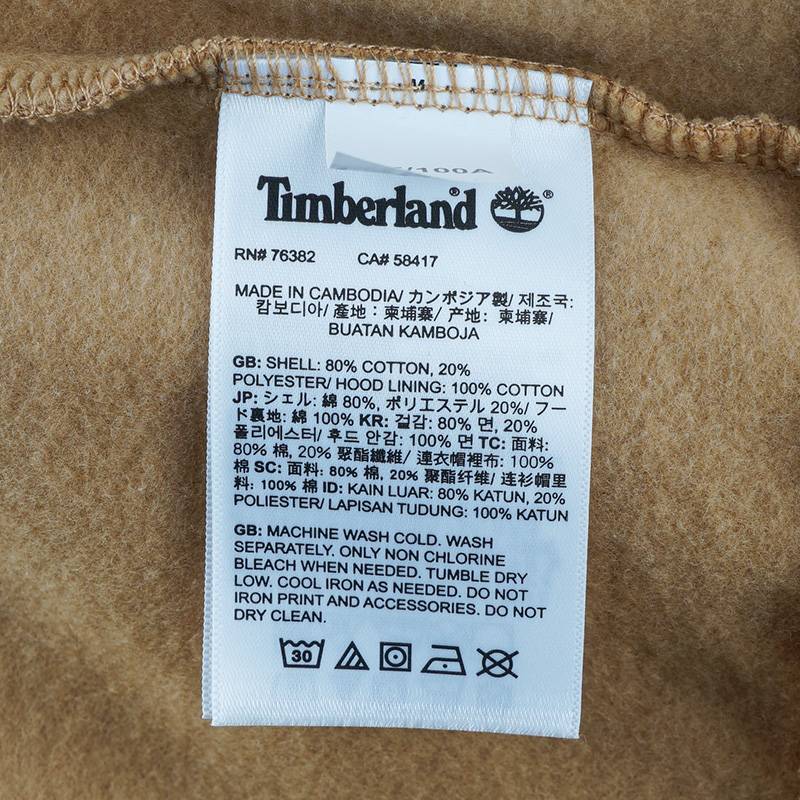 M
/100A
Timberland® ®
RN# 76382 CA# 58417
MADE IN CAMBODIA/ カンボジア製/ 제조국:
캄보디아/ 產地：柬埔寨/ 产地：柬埔寨/
BUATAN KAMBOJA
GB: SHELL: 80% COTTON, 20%
POLYESTER/ HOOD LINING: 100% COTTON
JP: シェル: 綿 80%, ポリエステル 20%/ フー
ド裏地: 綿 100% KR: 겉감: 80% 면, 20%
폴리에스터/ 후드 안감: 100% 면 TC: 面料:
80% 棉, 20% 聚酯纖維/ 連衣帽裡布: 100%
棉 SC: 面料: 80% 棉, 20% 聚酯纤维/ 连衫帽里
料: 100% 棉 ID: KAIN LUAR: 80% KATUN, 20%
POLIESTER/ LAPISAN TUDUNG: 100% KATUN
GB: MACHINE WASH COLD. WASH
SEPARATELY. ONLY NON CHLORINE
BLEACH WHEN NEEDED. TUMBLE DRY
LOW. COOL IRON AS NEEDED. DO NOT
IRON PRINT AND ACCESSORIES. DO NOT
DRY CLEAN.
30